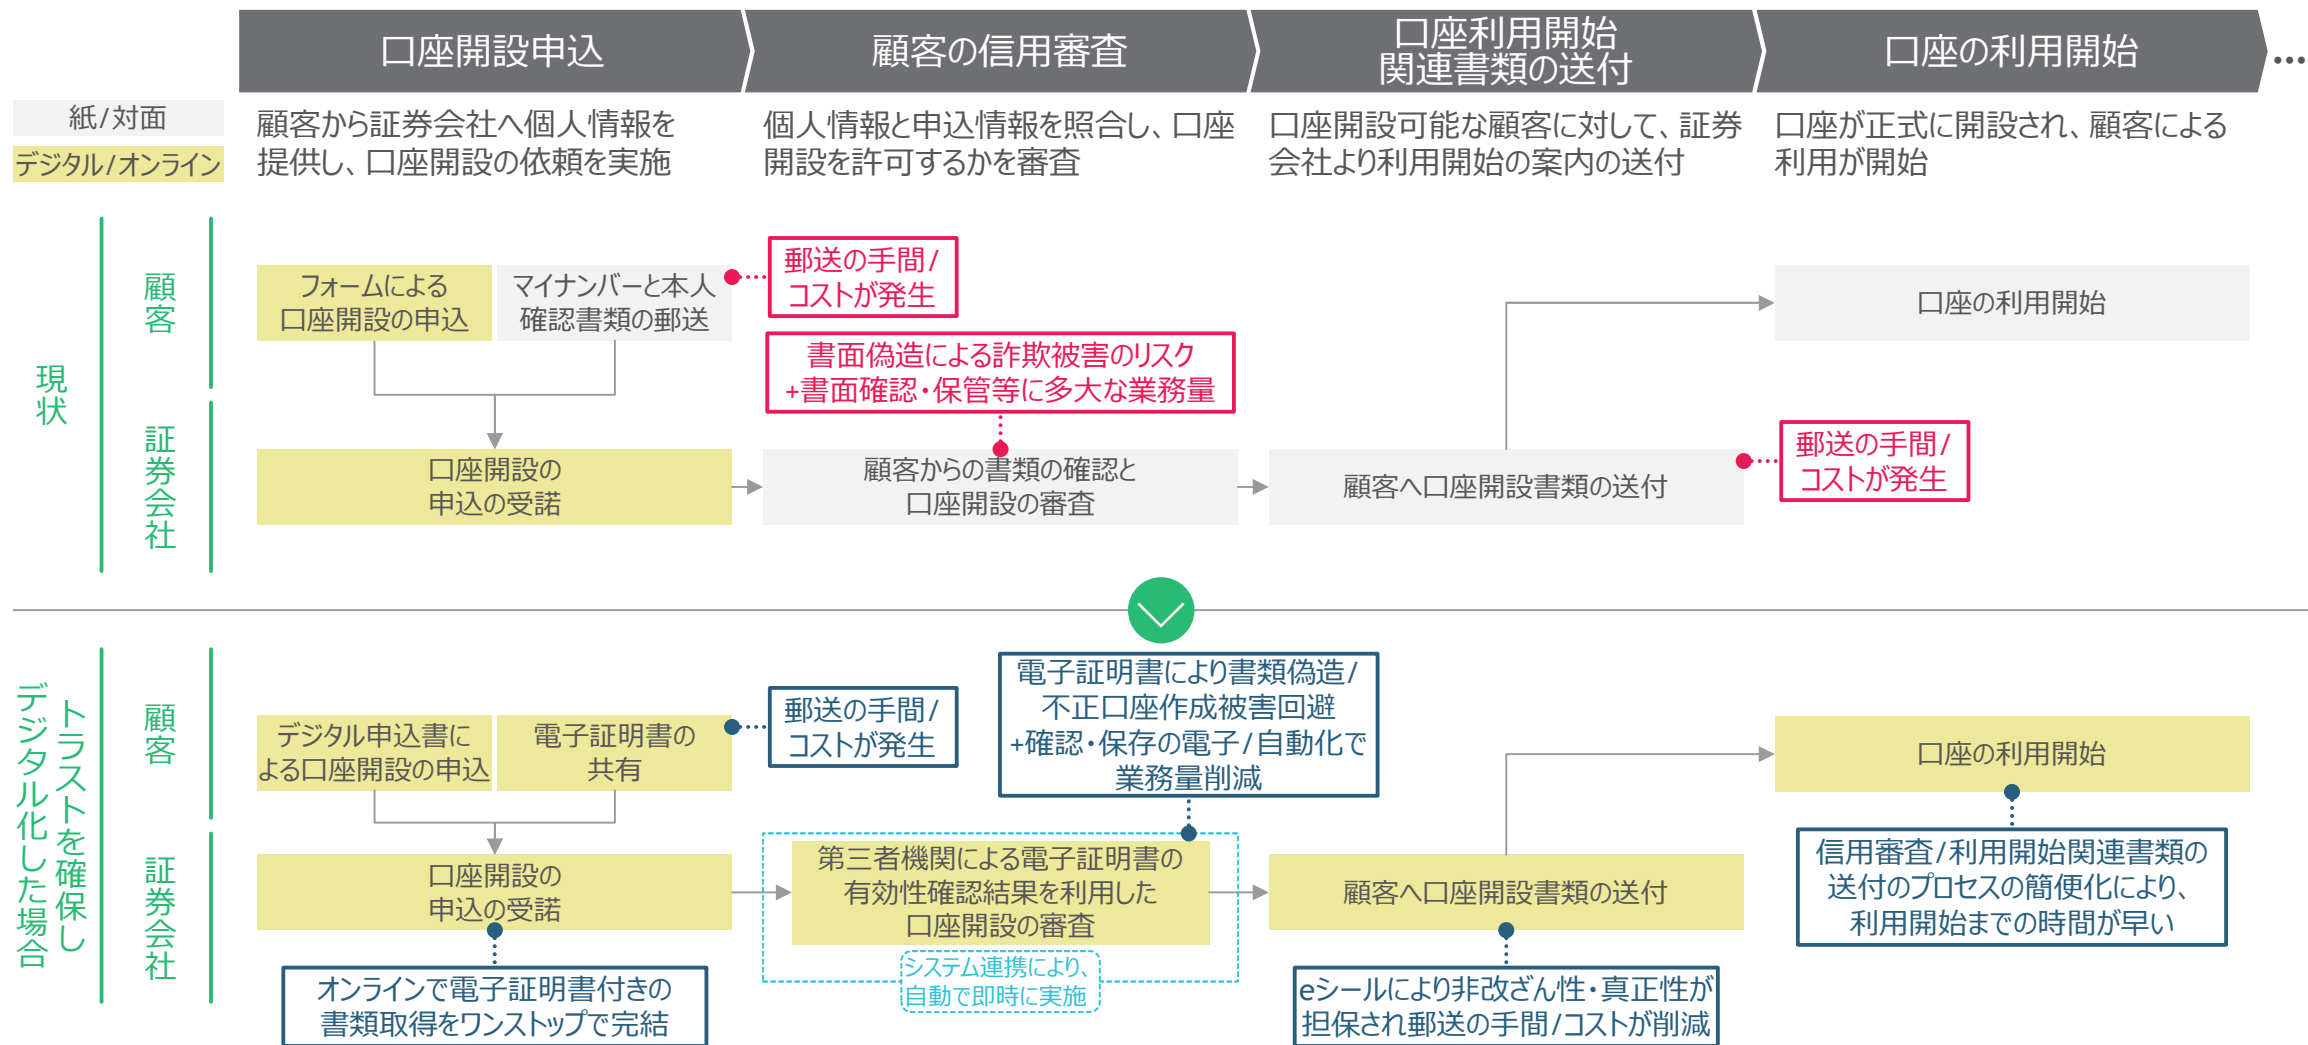 口座開設申込
顧客の信用審査
口座利用開始
関連書類の送付
口座の利用開始
…
紙/対面
デジタル/オンライン
顧客から証券会社へ個人情報を
提供し、口座開設の依頼を実施
個人情報と申込情報を照合し、口座
開設を許可するかを審査
口座開設可能な顧客に対して、証券
会社より利用開始の案内の送付
口座が正式に開設され、顧客による
利用が開始
現状
顧客
証券会社
フォームによる
口座開設の申込
マイナンバーと本人
確認書類の郵送
郵送の手間/
コストが発生
書面偽造による詐欺被害のリスク
+書面確認・保管等に多大な業務量
口座の利用開始
口座開設の
申込の受諾
顧客からの書類の確認と
口座開設の審査
顧客へ口座開設書類の送付
郵送の手間/
コストが発生
トラストを確保し
デジタル化した場合
顧客
証券会社
デジタル申込書に
よる口座開設の申込
電子証明書の
共有
郵送の手間/
コストが発生
電子証明書により書類偽造/
不正口座作成被害回避
+確認・保存の電子/自動化で
業務量削減
口座の利用開始
口座開設の
申込の受諾
第三者機関による電子証明書の
有効性確認結果を利用した
口座開設の審査
顧客へ口座開設書類の送付
信用審査/利用開始関連書類の
送付のプロセスの簡便化により、
利用開始までの時間が早い
システム連携により、
自動で即時に実施
オンラインで電子証明書付きの
書類取得をワンストップで完結
eシールにより非改ざん性・真正性が
担保され郵送の手間/コストが削減